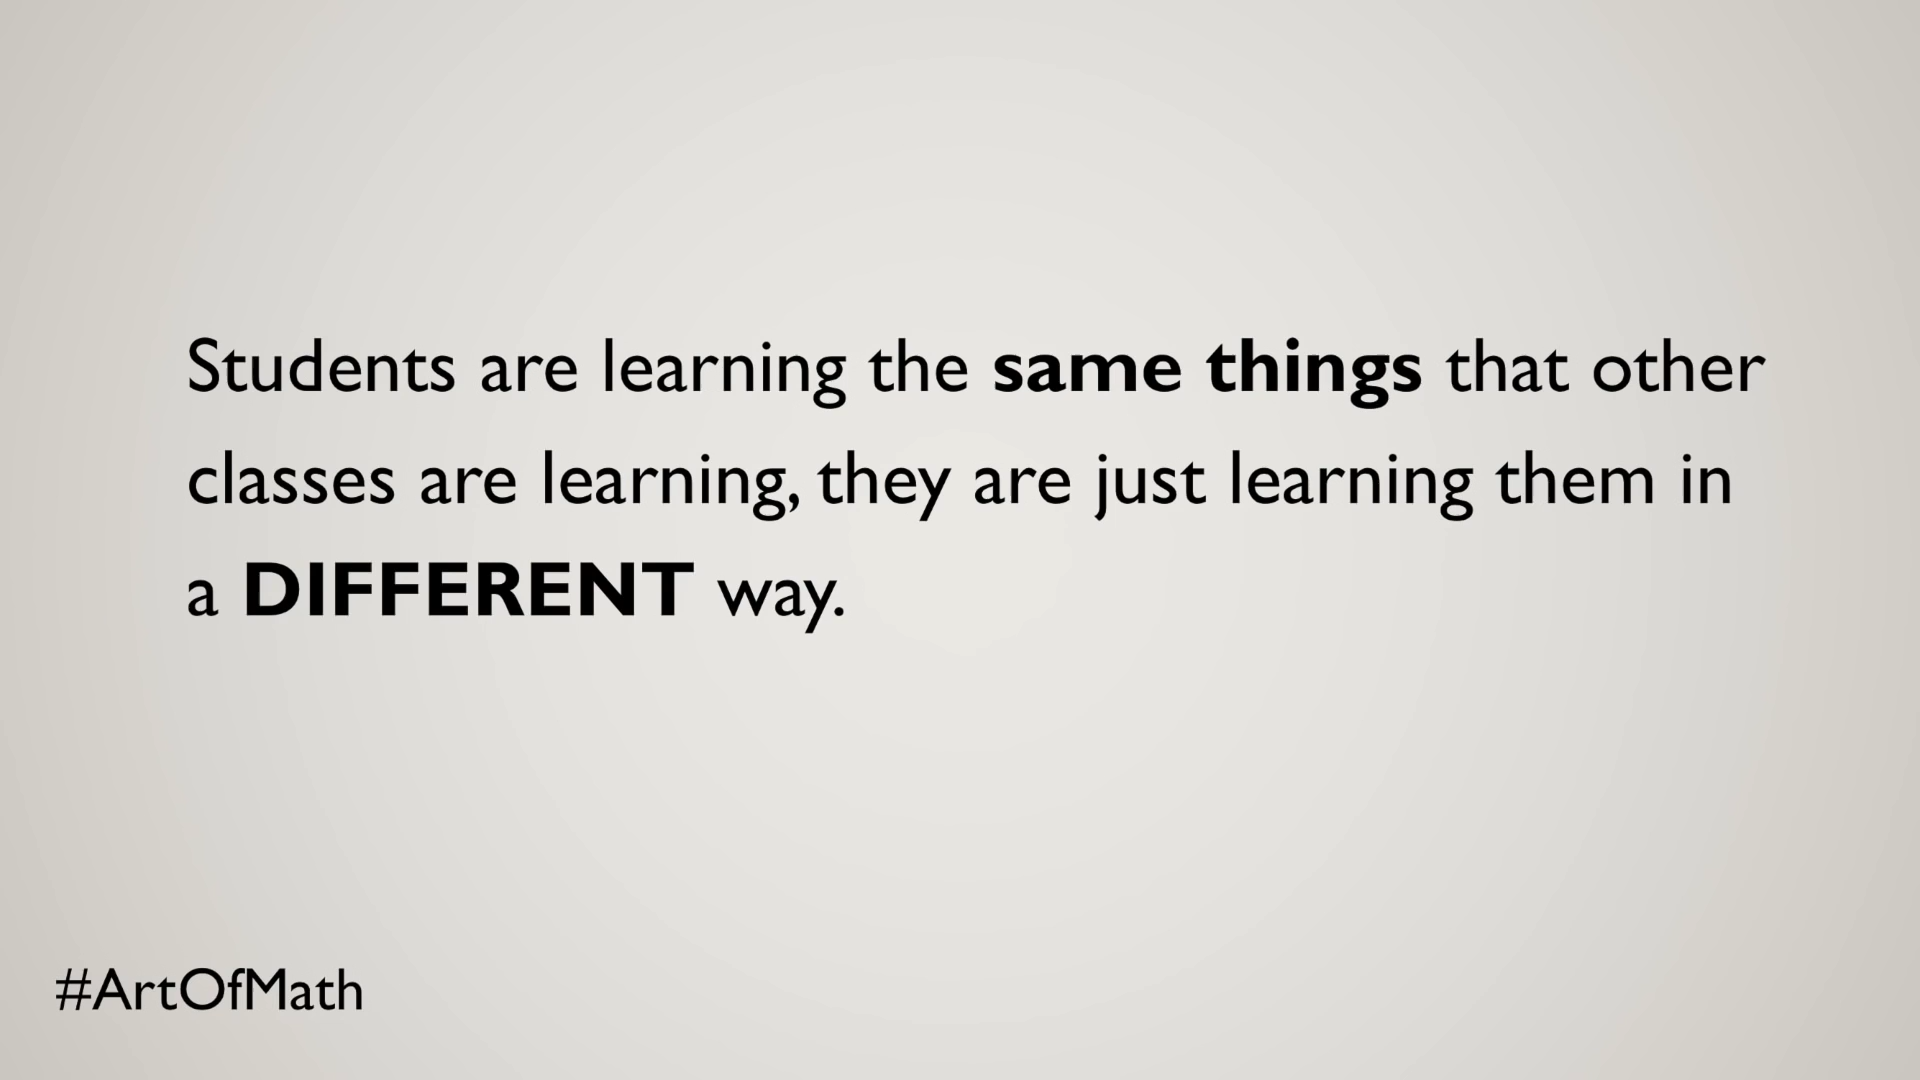 Students are learning the same things that other
classes are learning, they are just learning them in
a DIFFERENT way.
#ArtOfMath